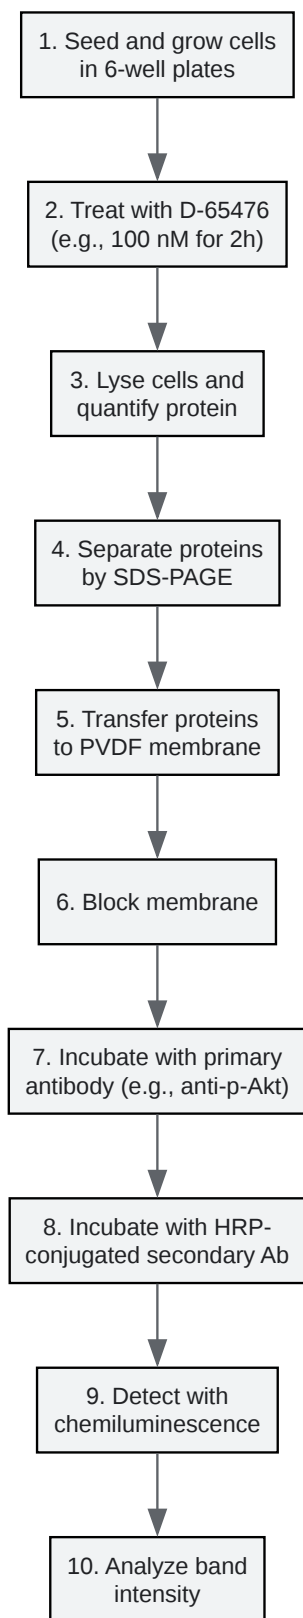 1. Seed and grow cells
in 6-well plates
2. Treat with D-65476
(e.g., 100 nM for 2h)
3. Lyse cells and
quantify protein
4. Separate proteins
by SDS-PAGE
5. Transfer proteins
to PVDF membrane
6. Block membrane
7. Incubate with primary
antibody (e.g., anti-p-Akt)
8. Incubate with HRP-
conjugated secondary Ab
9. Detect with
chemiluminescence
10. Analyze band
intensity